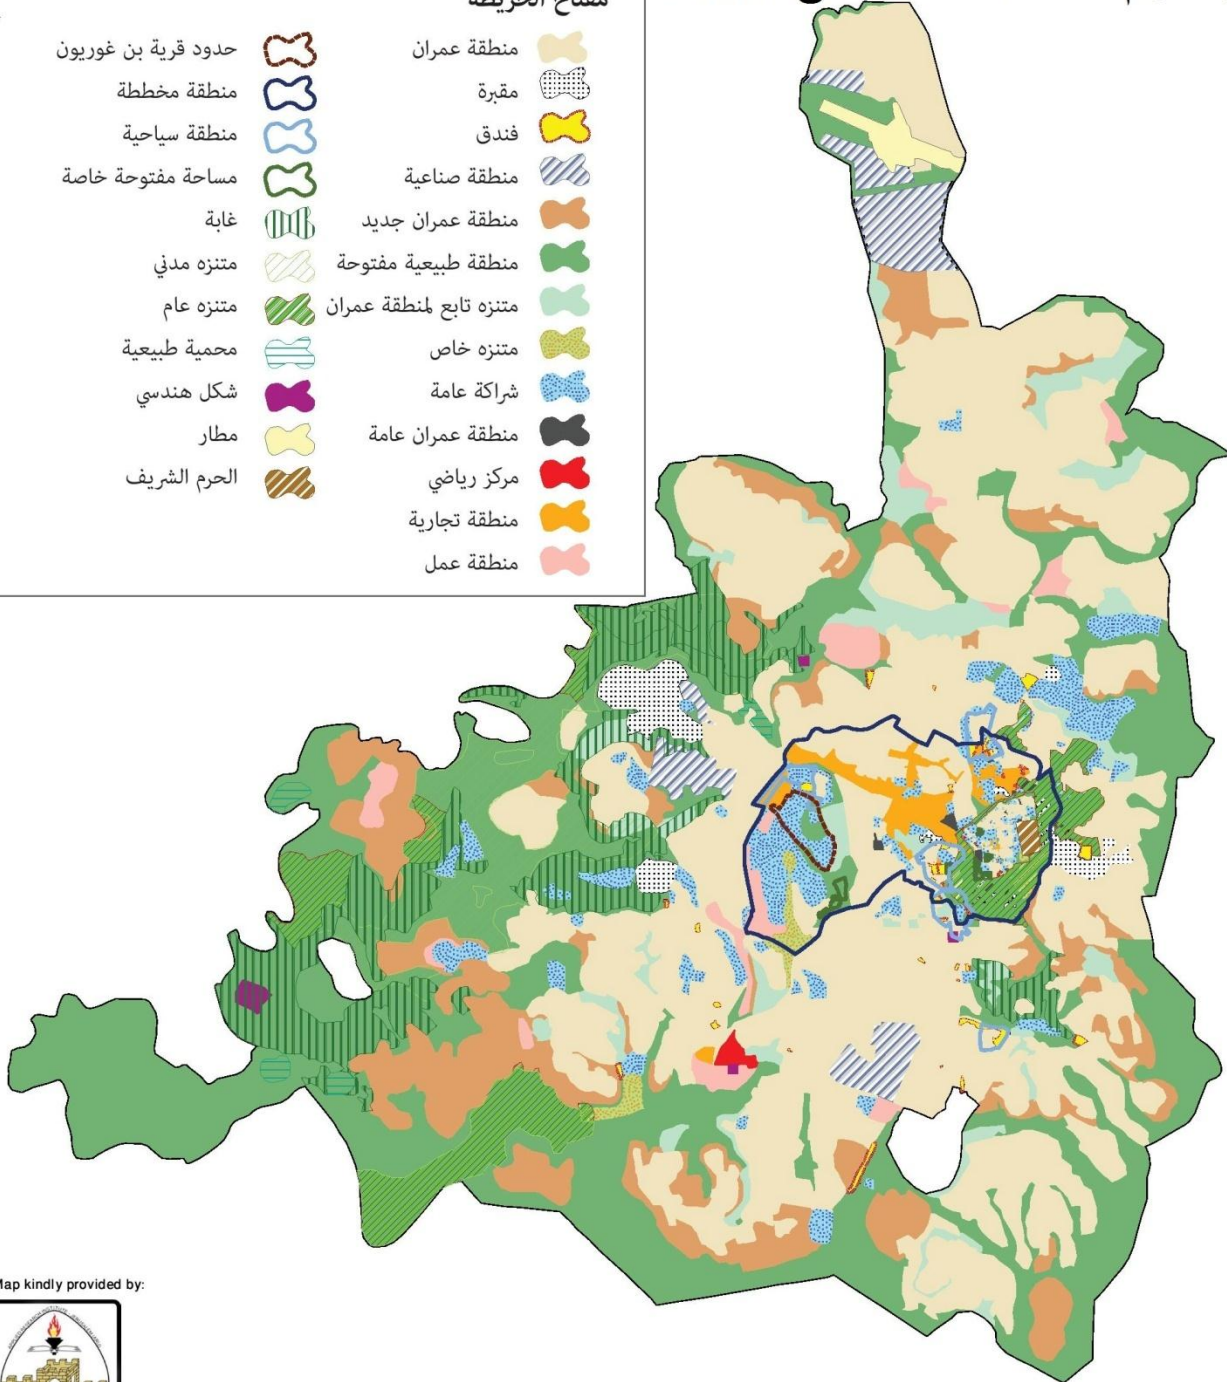 مفتاح الخريطة
منطقة عمران
مقبرة
فندق
منطقة صناعية
منطقة عمران جديد
منطقة طبيعية مفتوحة
متنزه تابع لمنطقة عمران
متنزه خاص
شراكة عامة
منطقة عمران عامة
مركز رياضي
منطقة تجارية
منطقة عمل
حدود قرية بن غوريون
منطقة مخططة
منطقة سياحية
مساحة مفتوحة خاصة
غابة
متنزه مدني
متنزه عام
محمية طبيعية
شكل هندسي
مطار
الحرم الشريف
Map kindly provided by: